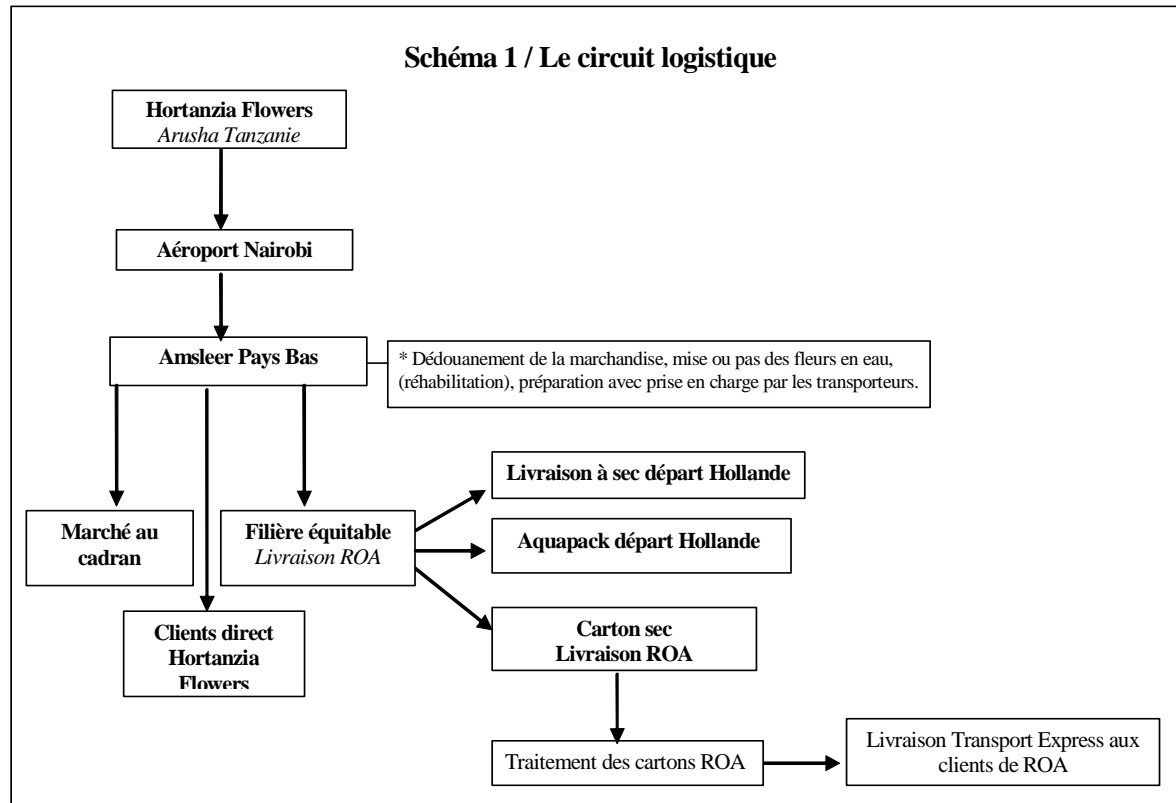 Schéma 1 / Le circuit logistique
Hortanzia Flowers
Arusha Tanzanie
Aéroport Nairobi
Amsleer Pays Bas
* Dédouanement de la marchandise, mise ou pas des fleurs en eau,
(réhabilitation), préparation avec prise en charge par les transporteurs.
Livraison à sec départ Hollande
Marché au
cadran
Filière équitable
Livraison ROA
Aquapack départ Hollande
Clients direct
Hortanzia
Flowers
Carton sec
Livraison ROA
Traitement des cartons ROA
Livraison Transport Express aux
clients de ROA